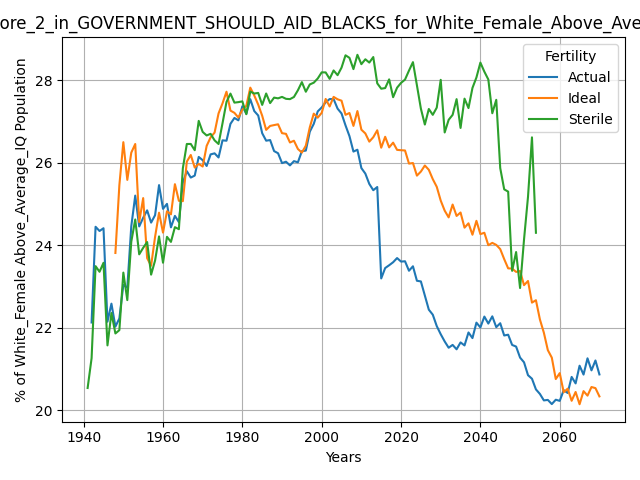 ore_2_in_GOVERNMENT_SHOULD_AID_BLACKS_for_White_Female_Above_Ave
% of White_Female Above_Average_IQ Population
28
26
24
22
20
1940
1960
1980
2000
2020
2040
2060
Years
Fertility
Actual
Ideal
Sterile